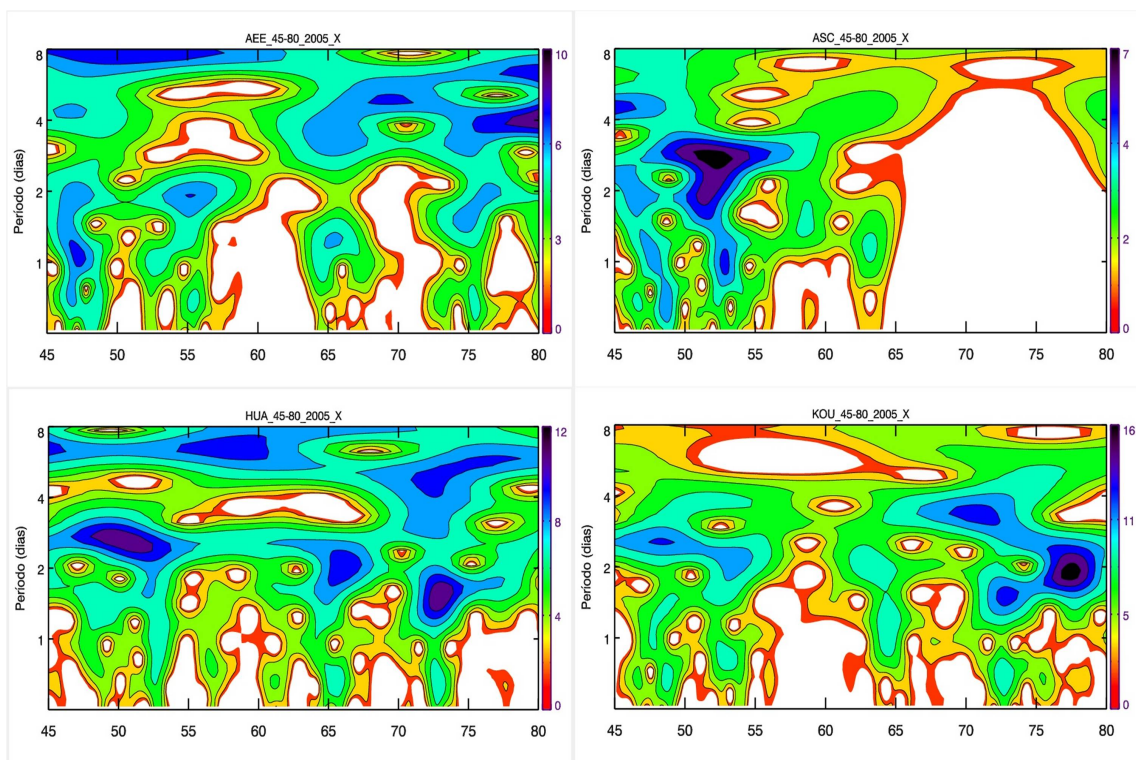 AEE_45-80_2005_X
8
4
2
1
Período (dias)
45 50 55 60 65 70 75 80
10
6
3
0
ASC_45-80_2005_X
8
4
2
1
Período (dias)
45 50 55 60 65 70 75 80
7
4
2
0
HUA_45-80_2005_X
8
4
2
1
Período (dias)
45 50 55 60 65 70 75 80
12
8
4
0
KOU_45-80_2005_X
8
4
2
1
Período (dias)
45 50 55 60 65 70 75 80
16
11
5
0